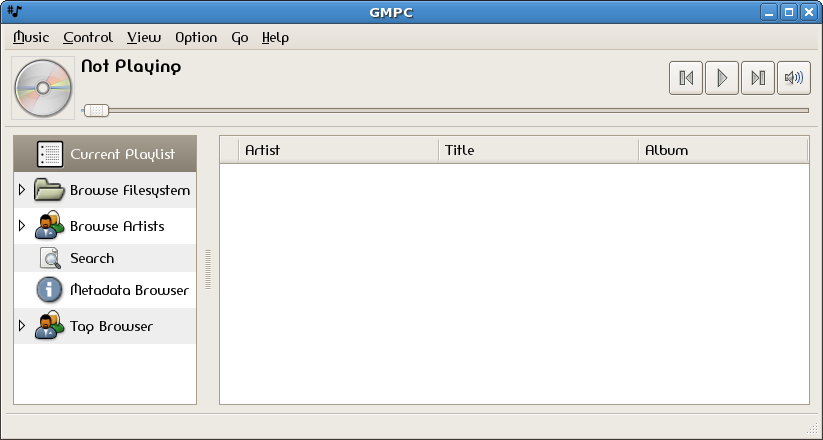 GMPC
Music Control View Option Go Help
Not Playing
Artist Title Album
Current Playlist
Browse Filesystem
Browse Artists
Search
Metadata Browser
Tag Browser